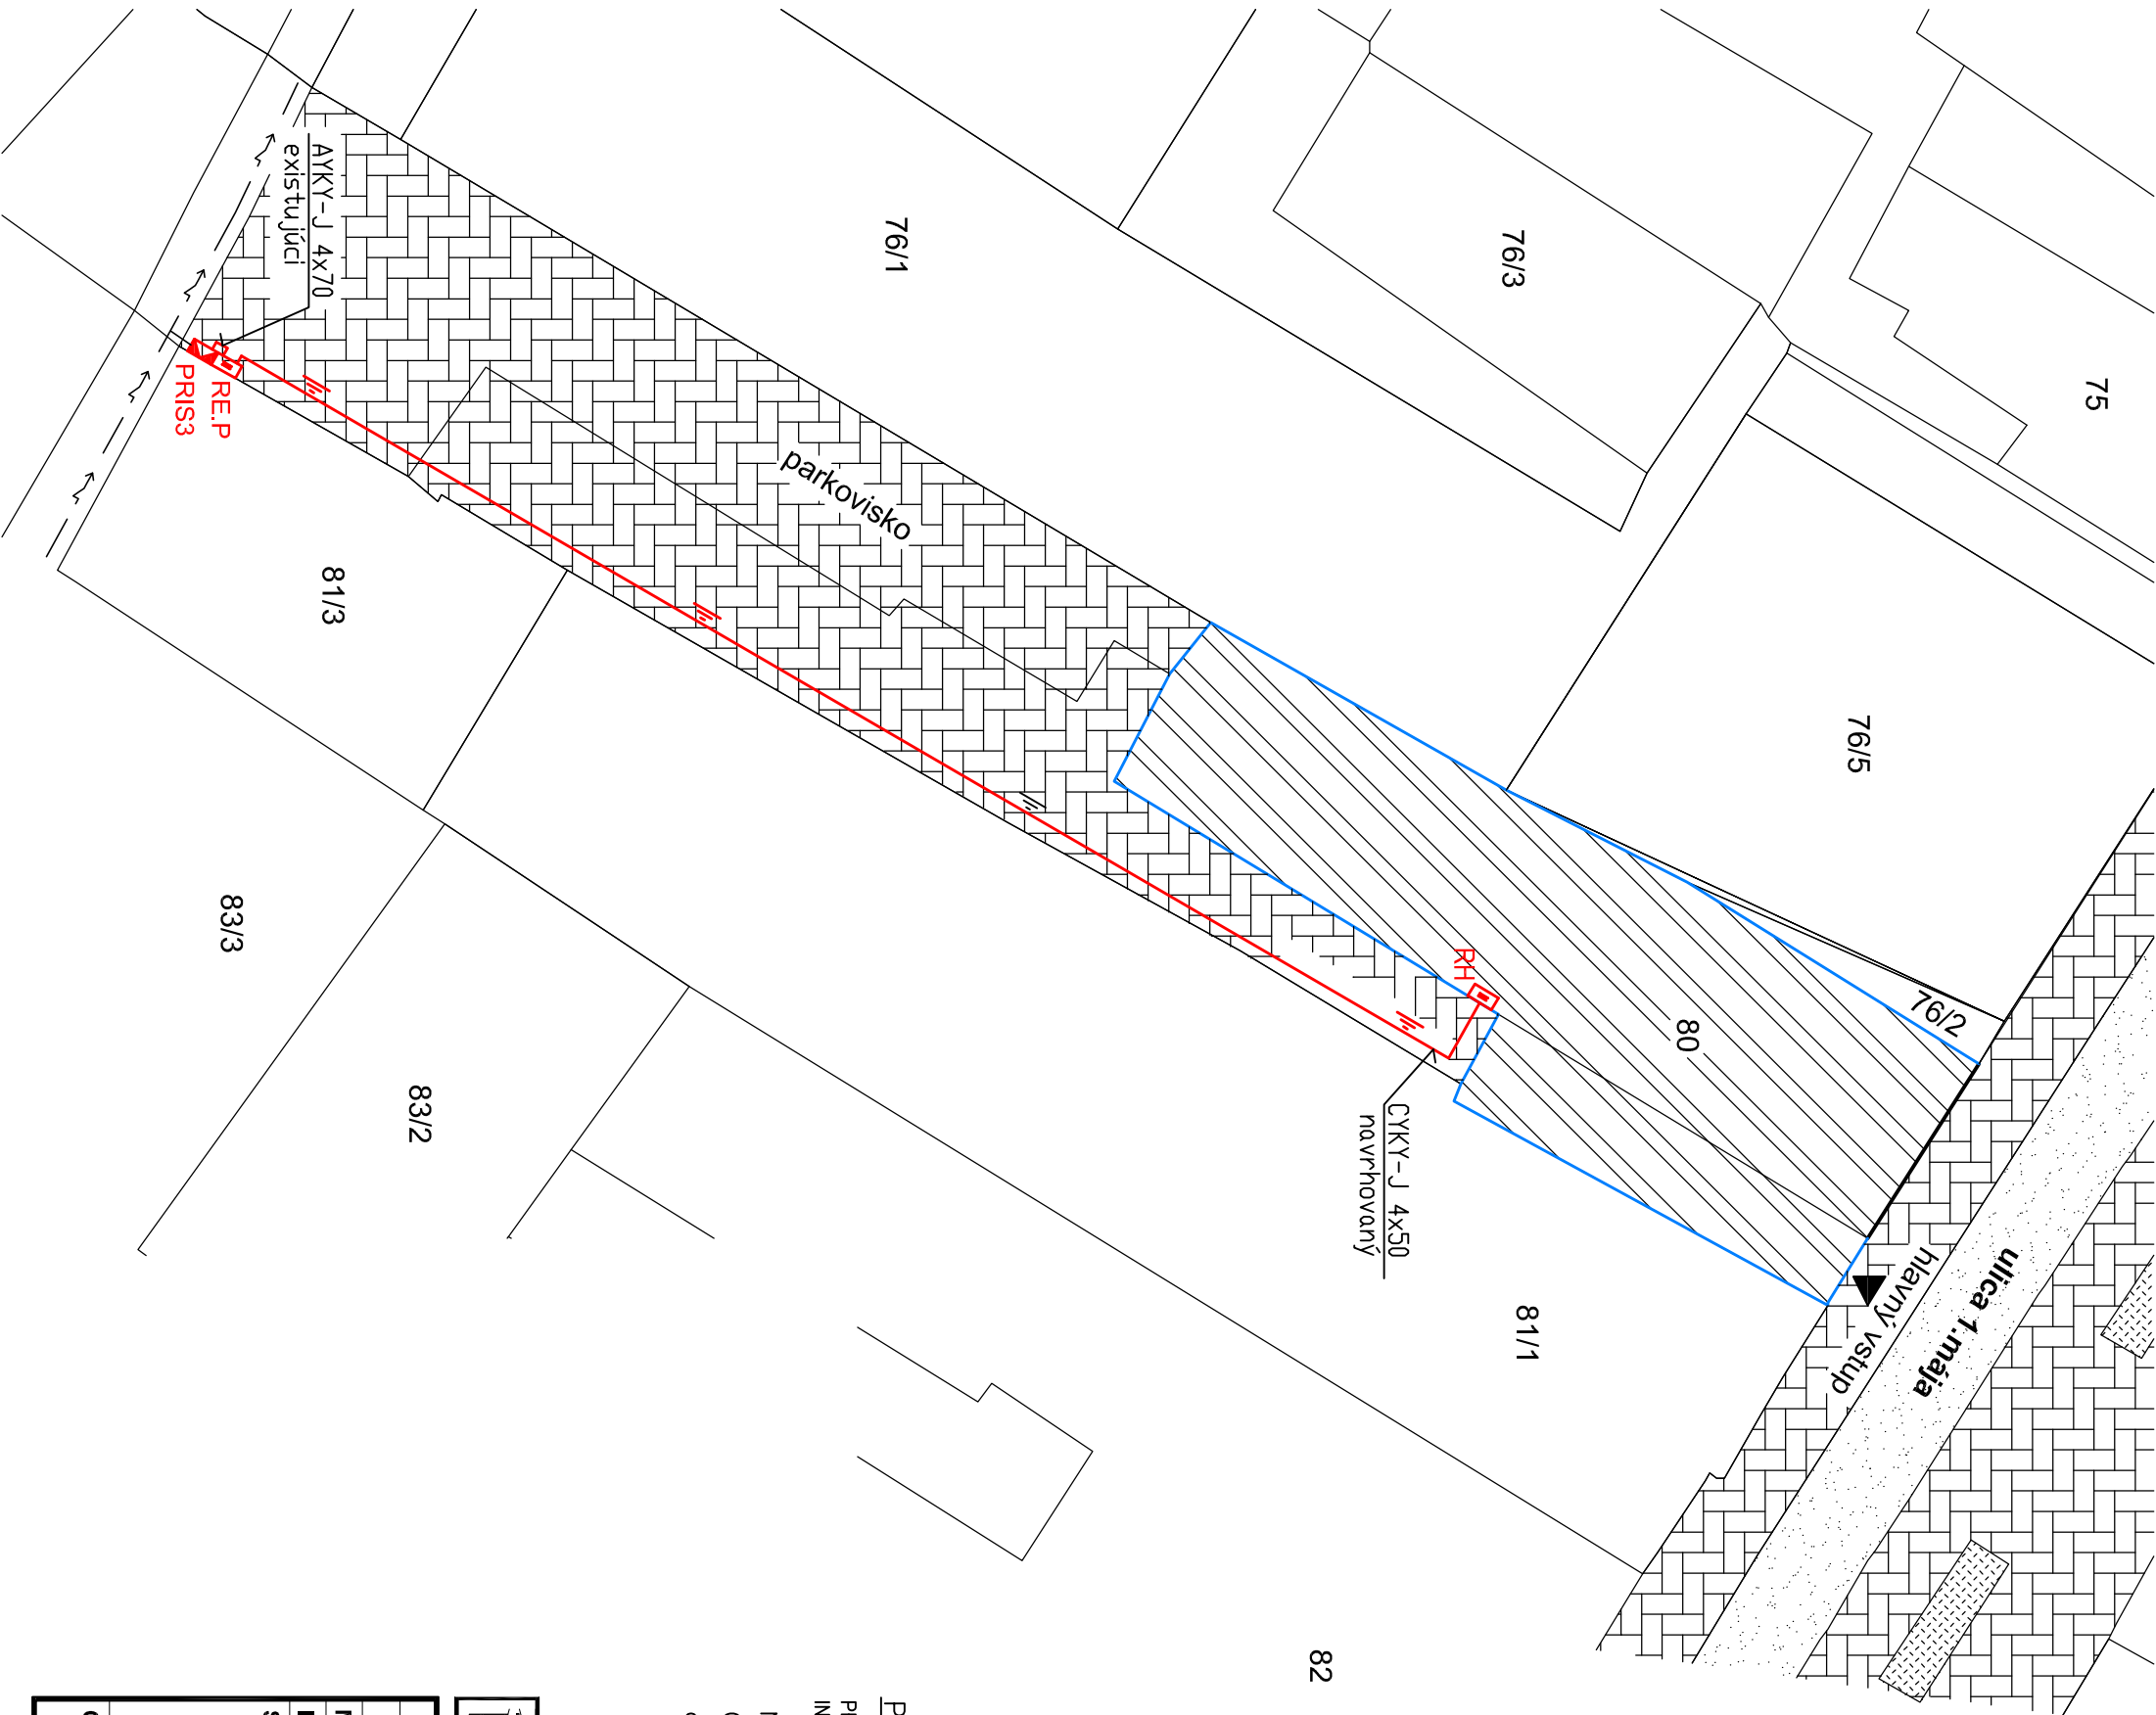 75
76/3
76/1
76/5
76/2
80
parkovisko
AYKY-J 4x70
existujúci
RE.P
PRIS3
81/3
83/3
83/2
RH
CYKY-J 4x50
navrhovaný
ulica 1.mája
hlavný vstup
81/1
82